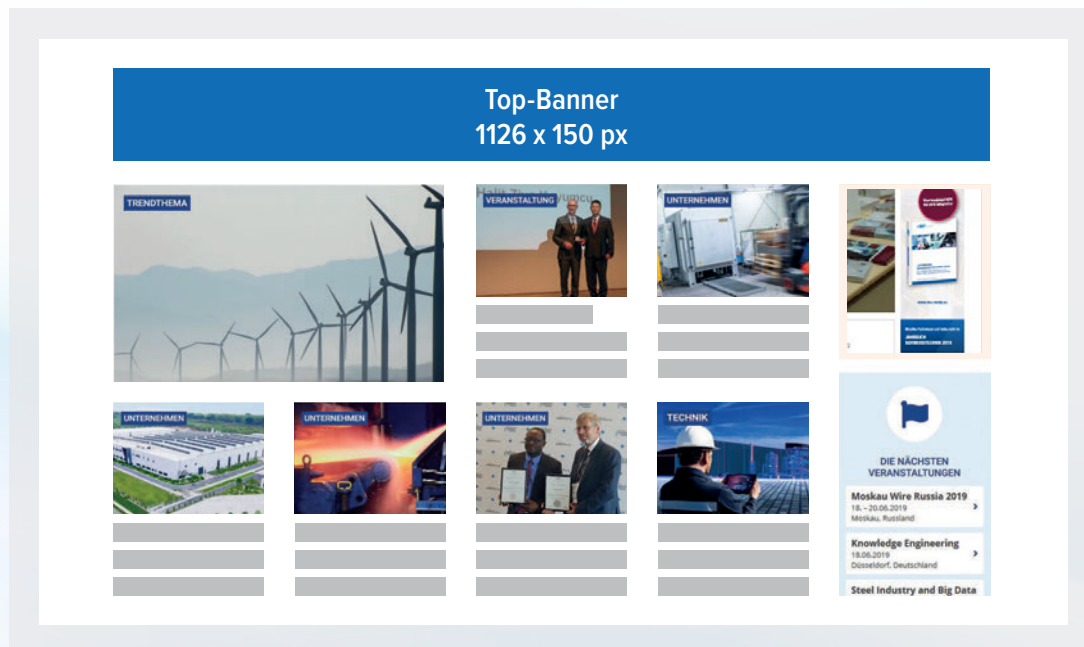 Top-Banner
1126 x 150 px
TRENDTHEMA
VERANSTALTUNG
UNTERNEHMEN
UNTERNEHMEN
UNTERNEHMEN
UNTERNEHMEN
TECHNIK
DIE NÄCHSTEN
VERANSTALTUNGEN
Moskau Wire Russia 2019
18. – 20.06.2019
Moskau, Russland
Knowledge Engineering
19.06.2019
Düsseldorf, Deutschland
Steel Industry and Big Data